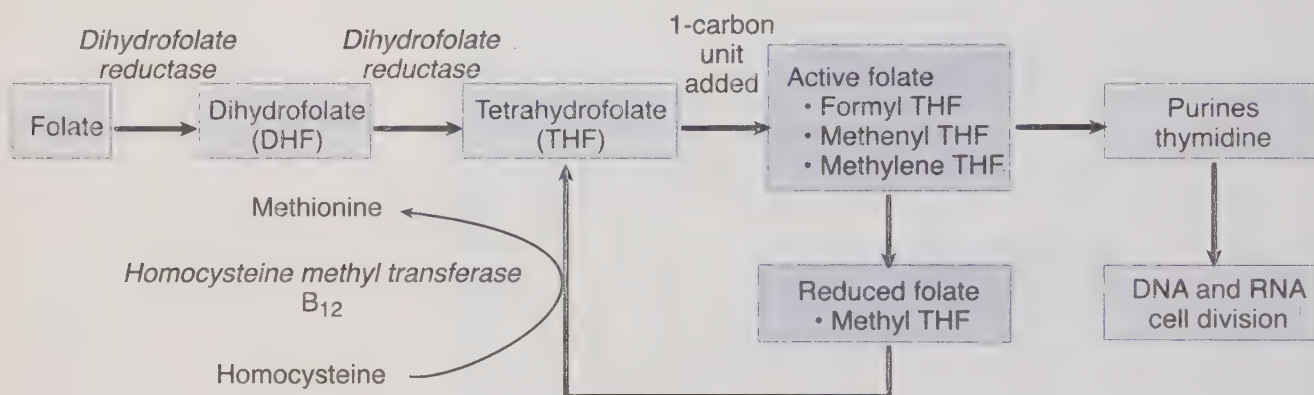 Dihydrofolate
reductase
Dihydrofolate
reductase
1-carbon
unit
added
Folate
Dihydrofolate
(DHF)
Tetrahydrofolate
(THF)
Active folate
• Formyl THF
• Methenyl THF
• Methylene THF
Purines
thymidine
Methionine
Homocysteine methyl transferase
B₁₂
Homocysteine
Reduced folate
• Methyl THF
DNA and RNA
cell division